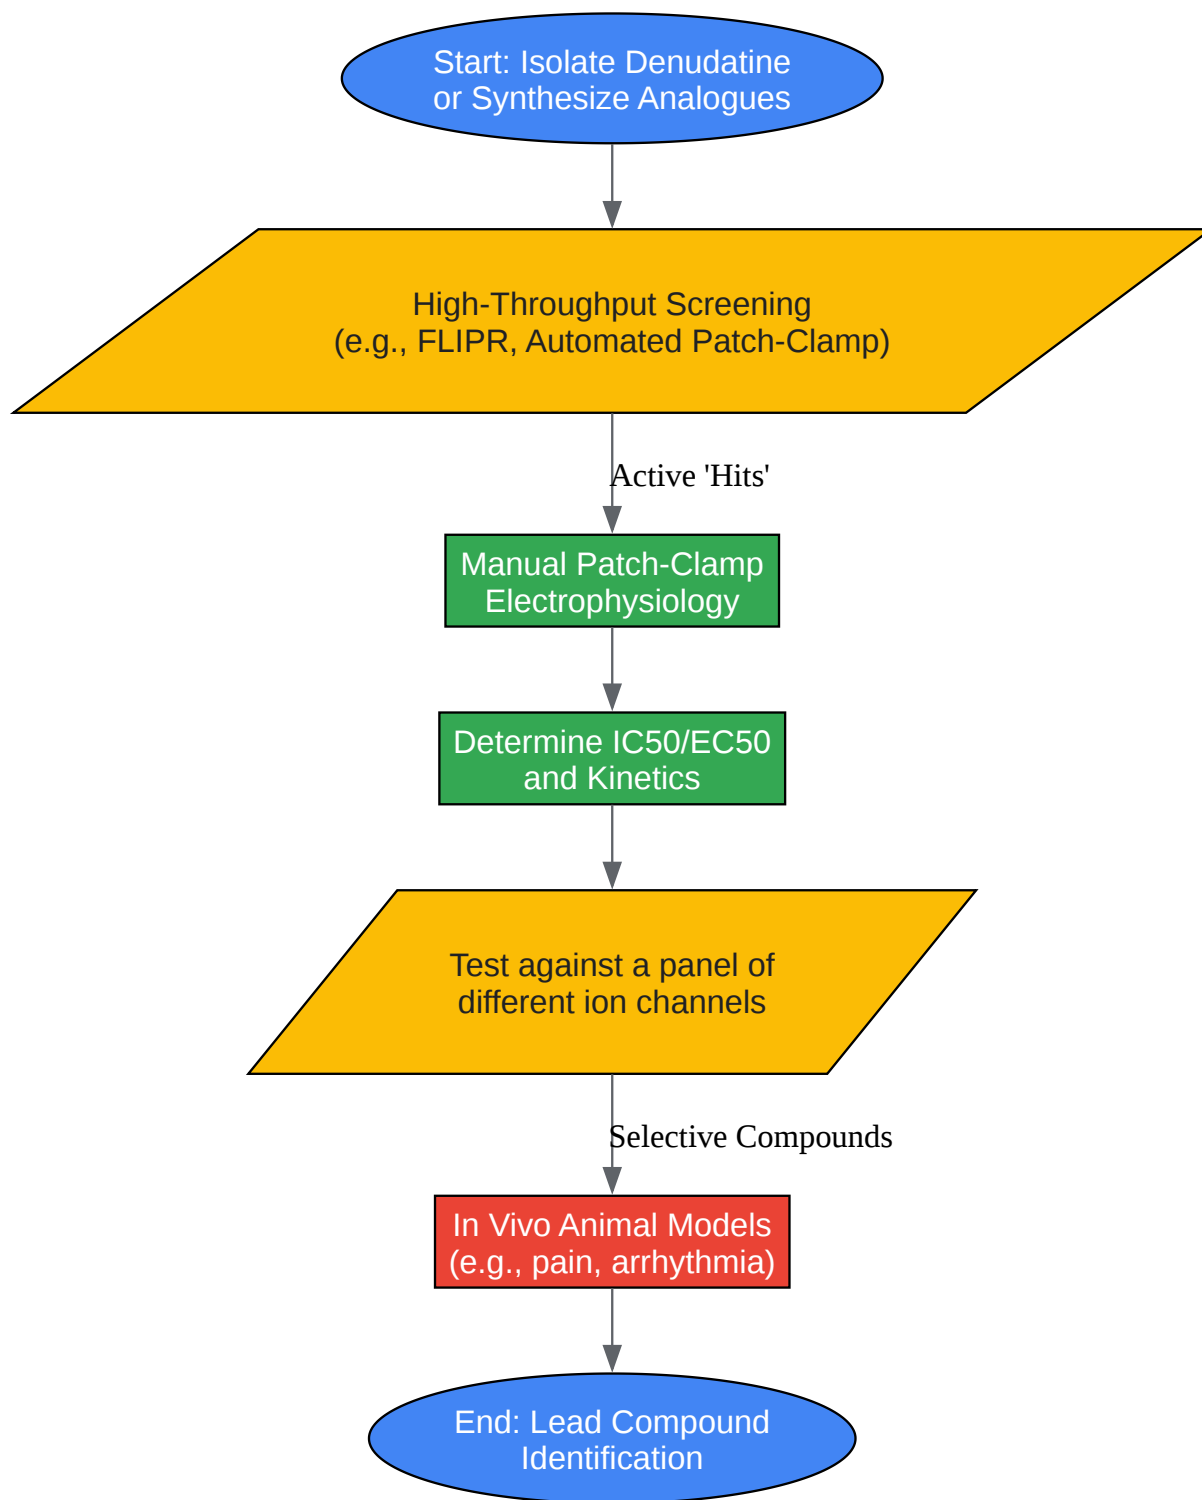 Start: Isolate Denudatine
or Synthesize Analogues
High-Throughput Screening
(e.g., FLIPR, Automated Patch-Clamp)
Active 'Hits'
Manual Patch-Clamp
Electrophysiology
Determine IC50/EC50
and Kinetics
Test against a panel of
different ion channels
Selective Compounds
In Vivo Animal Models
(e.g., pain, arrhythmia)
End: Lead Compound
Identification